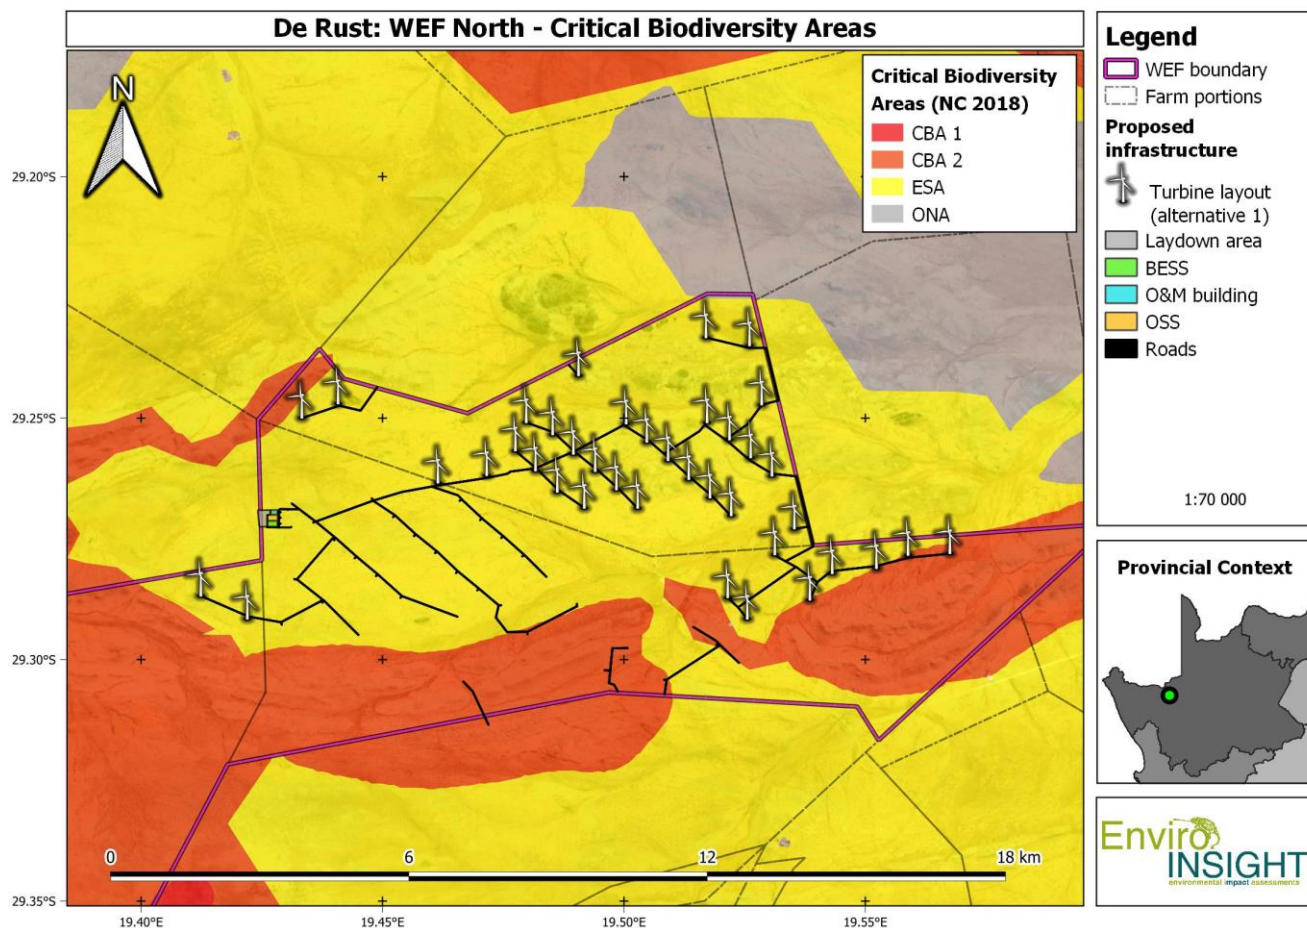 De Rust: WEF North - Critical Biodiversity Areas
N
Critical Biodiversity
Areas (NC 2018)
CBA 1
CBA 2
ESA
ONA
29.20°S
29.25°S
29.30°S
29.35°S
0
6
12
18 km
19.40°E
19.45°E
19.50°E
19.55°E
Legend
WEF boundary
Farm portions
Proposed
infrastructure
Turbine layout
(alternative 1)
Laydown area
BESS
O&M building
OSS
Roads
1:70 000
Provincial Context
Enviro
INSIGHT
environmental impact assessments